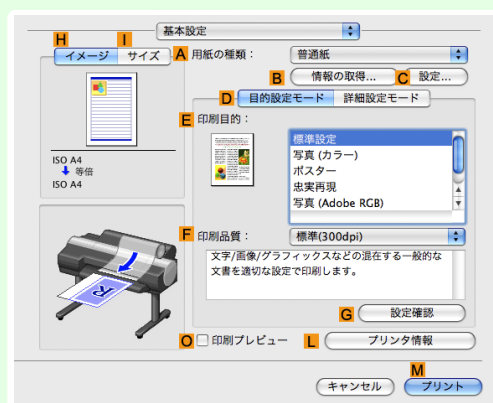 基本設定
H I
イメージ サイズ
A 用紙の種類： 普通紙
B 情報の取得... C 設定...
D 目的設定モード 詳細設定モード
E 印刷目的：
標準設定
写真 (カラー)
ポスター
忠実再現
写真 (Adobe RGB)
ISO A4
等倍
ISO A4
F 印刷品質： 標準(300dpi)
文字/画像/グラフィックスなどの混在する一般的な
文書を適切な設定で印刷します。
G 設定確認
O 印刷プレビュー L プリンタ情報
M
キャンセル プリント